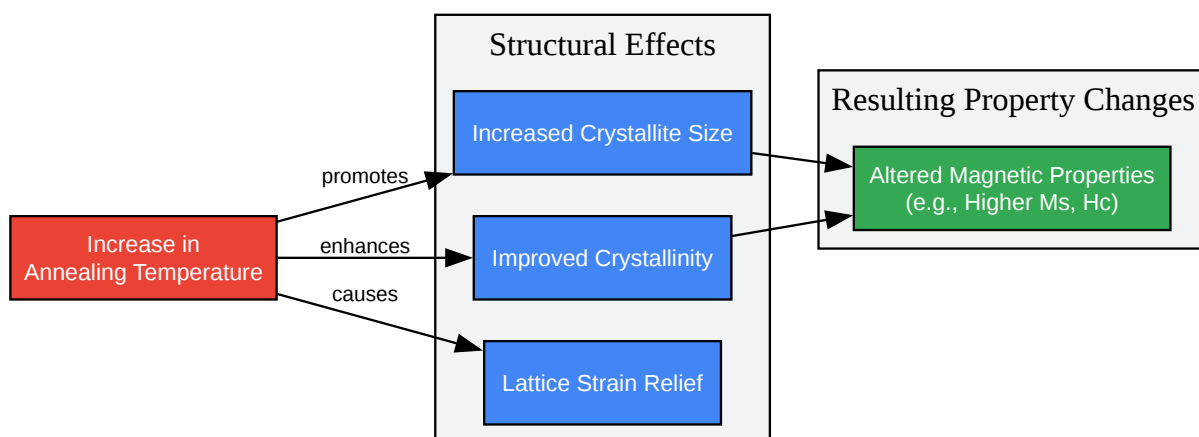 Structural Effects
Resulting Property Changes
Increased Crystallite Size
Altered Magnetic Properties
(e.g., Higher Ms, Hc)
promotes
Increase in
Annealing Temperature
enhances
Improved Crystallinity
causes
Lattice Strain Relief